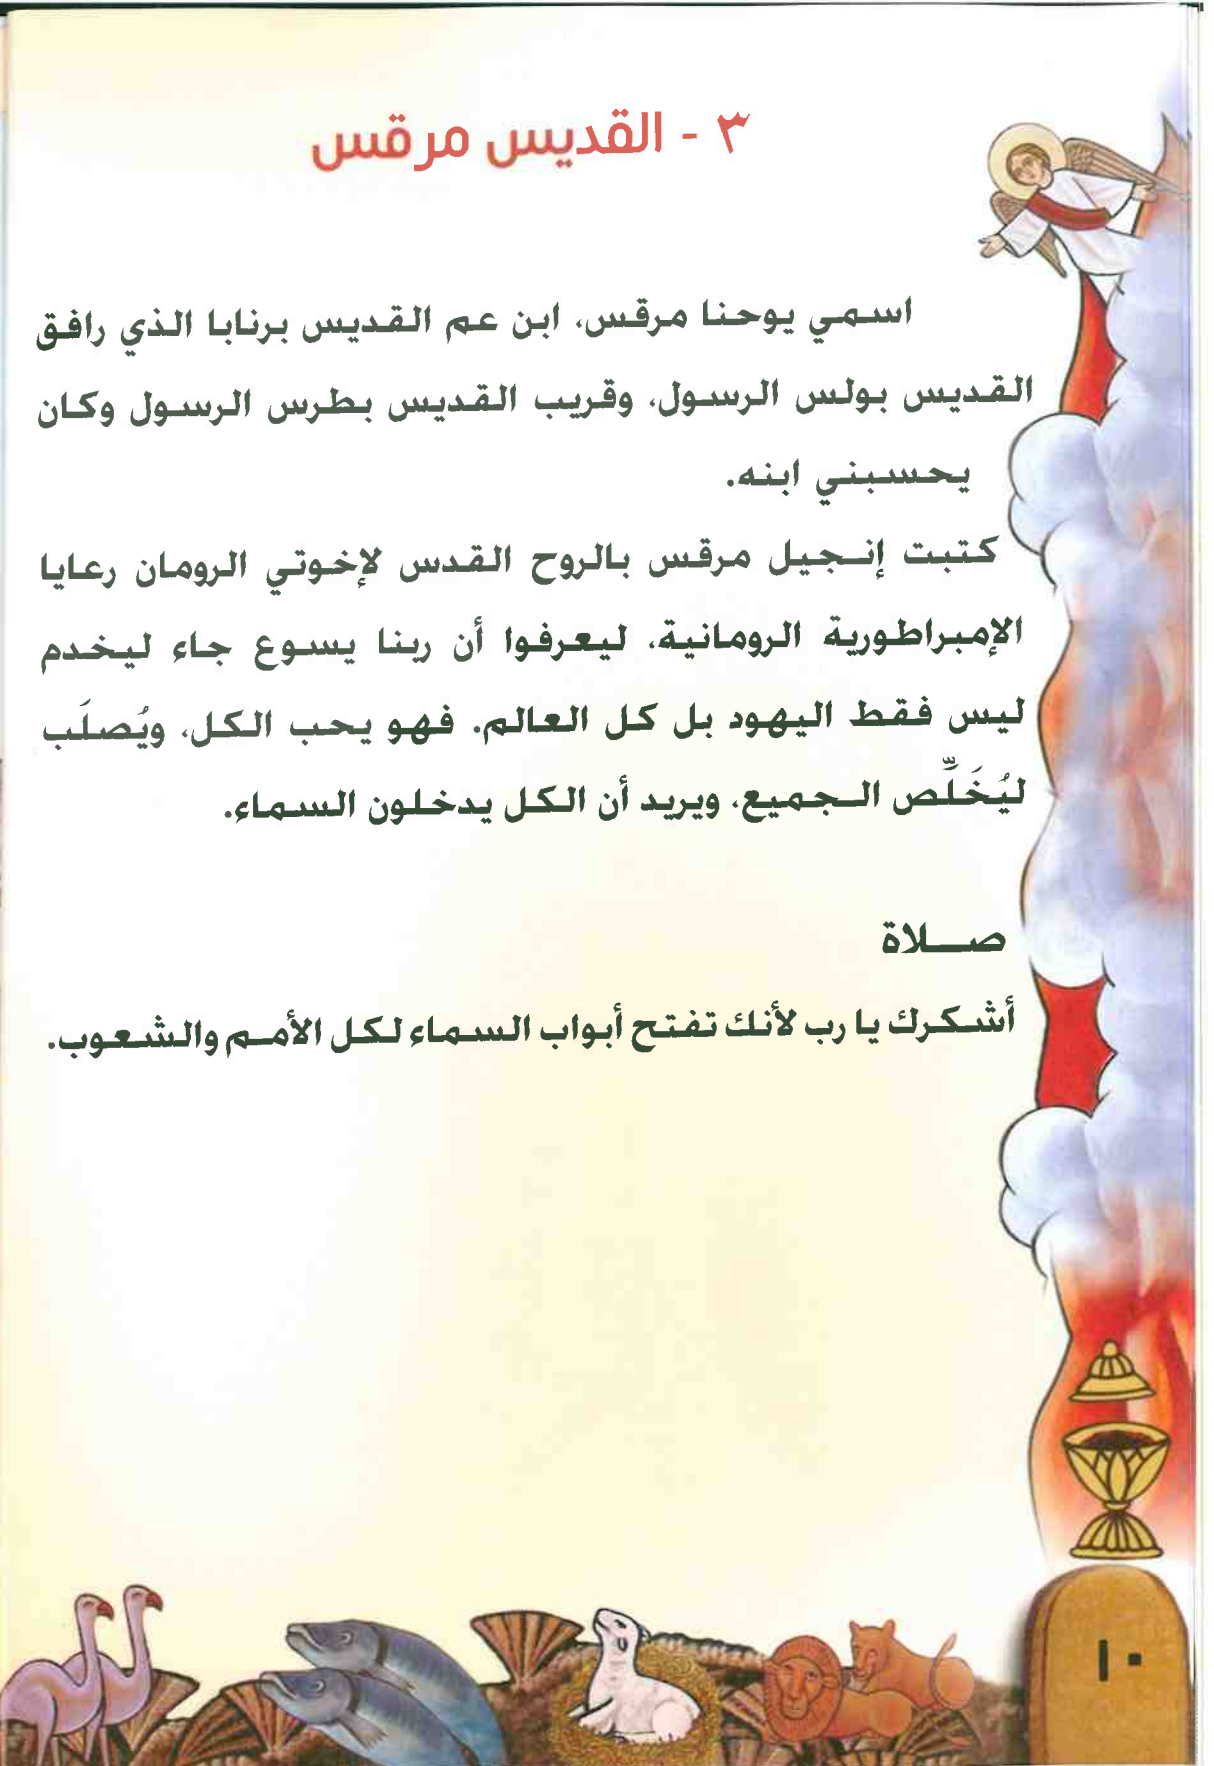 ٣ - القديس مرقس
اسمي يوحنا مرقس، ابن عم القديس برنابا الذي رافق
القديس بولس الرسول، وقريب القديس بطرس الرسول وكان
يحسبني ابنه.
كتبت إنجيل مرقس بالروح القدس لإخوتي الرومان رعايا
الإمبراطورية الرومانية، ليعرفوا أن ربنا يسوع جاء ليخدم
ليس فقط اليهود بل كل العالم. فهو يحب الكل، ويُصلَب
ليُخَلِّص الجميع، ويريد أن الكل يدخلون السماء.
صلاة
أشكرك يا رب لأنك تفتح أبواب السماء لكل الأمم والشعوب.
١٠